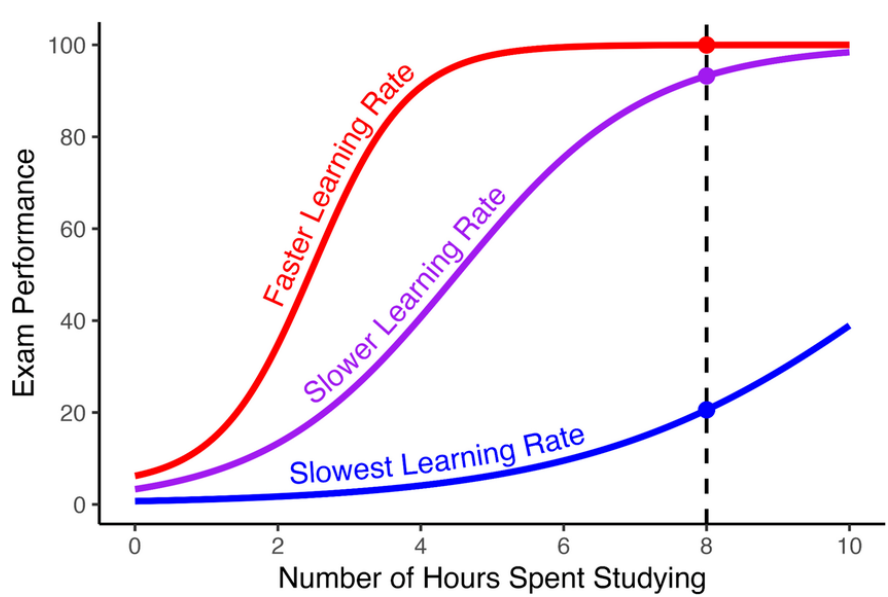 Exam Performance
100
80
60
40
20
0
Faster Learning Rate
Slower Learning Rate
Slowest Learning Rate
0 2 4 6 8 10
Number of Hours Spent Studying